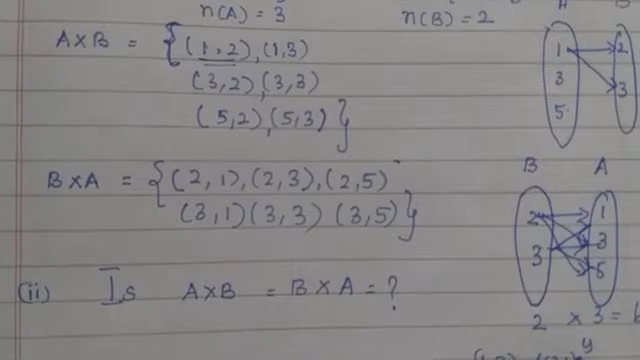 n(A) = 3 n(B) = 2
A×B = {(1,2),(1,3)
(3,2),(3,3)
(5,2),(5,3)}
1 2
3 3
5
B×A = {(2,1),(2,3),(2,5)
(3,1)(3,3) (3,5)}
B A
2 1
3 3
5
2 × 3 = 6
(ii) Is A×B = B×A = ?